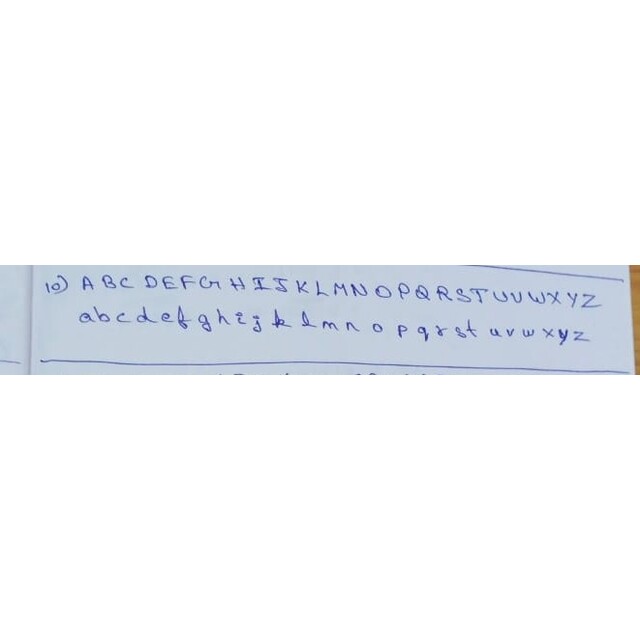 10) A B C D E F G H I J K L M N O P Q R S T U V W X Y Z
a b c d e f g h i j k l m n o p q r s t u v w x y z